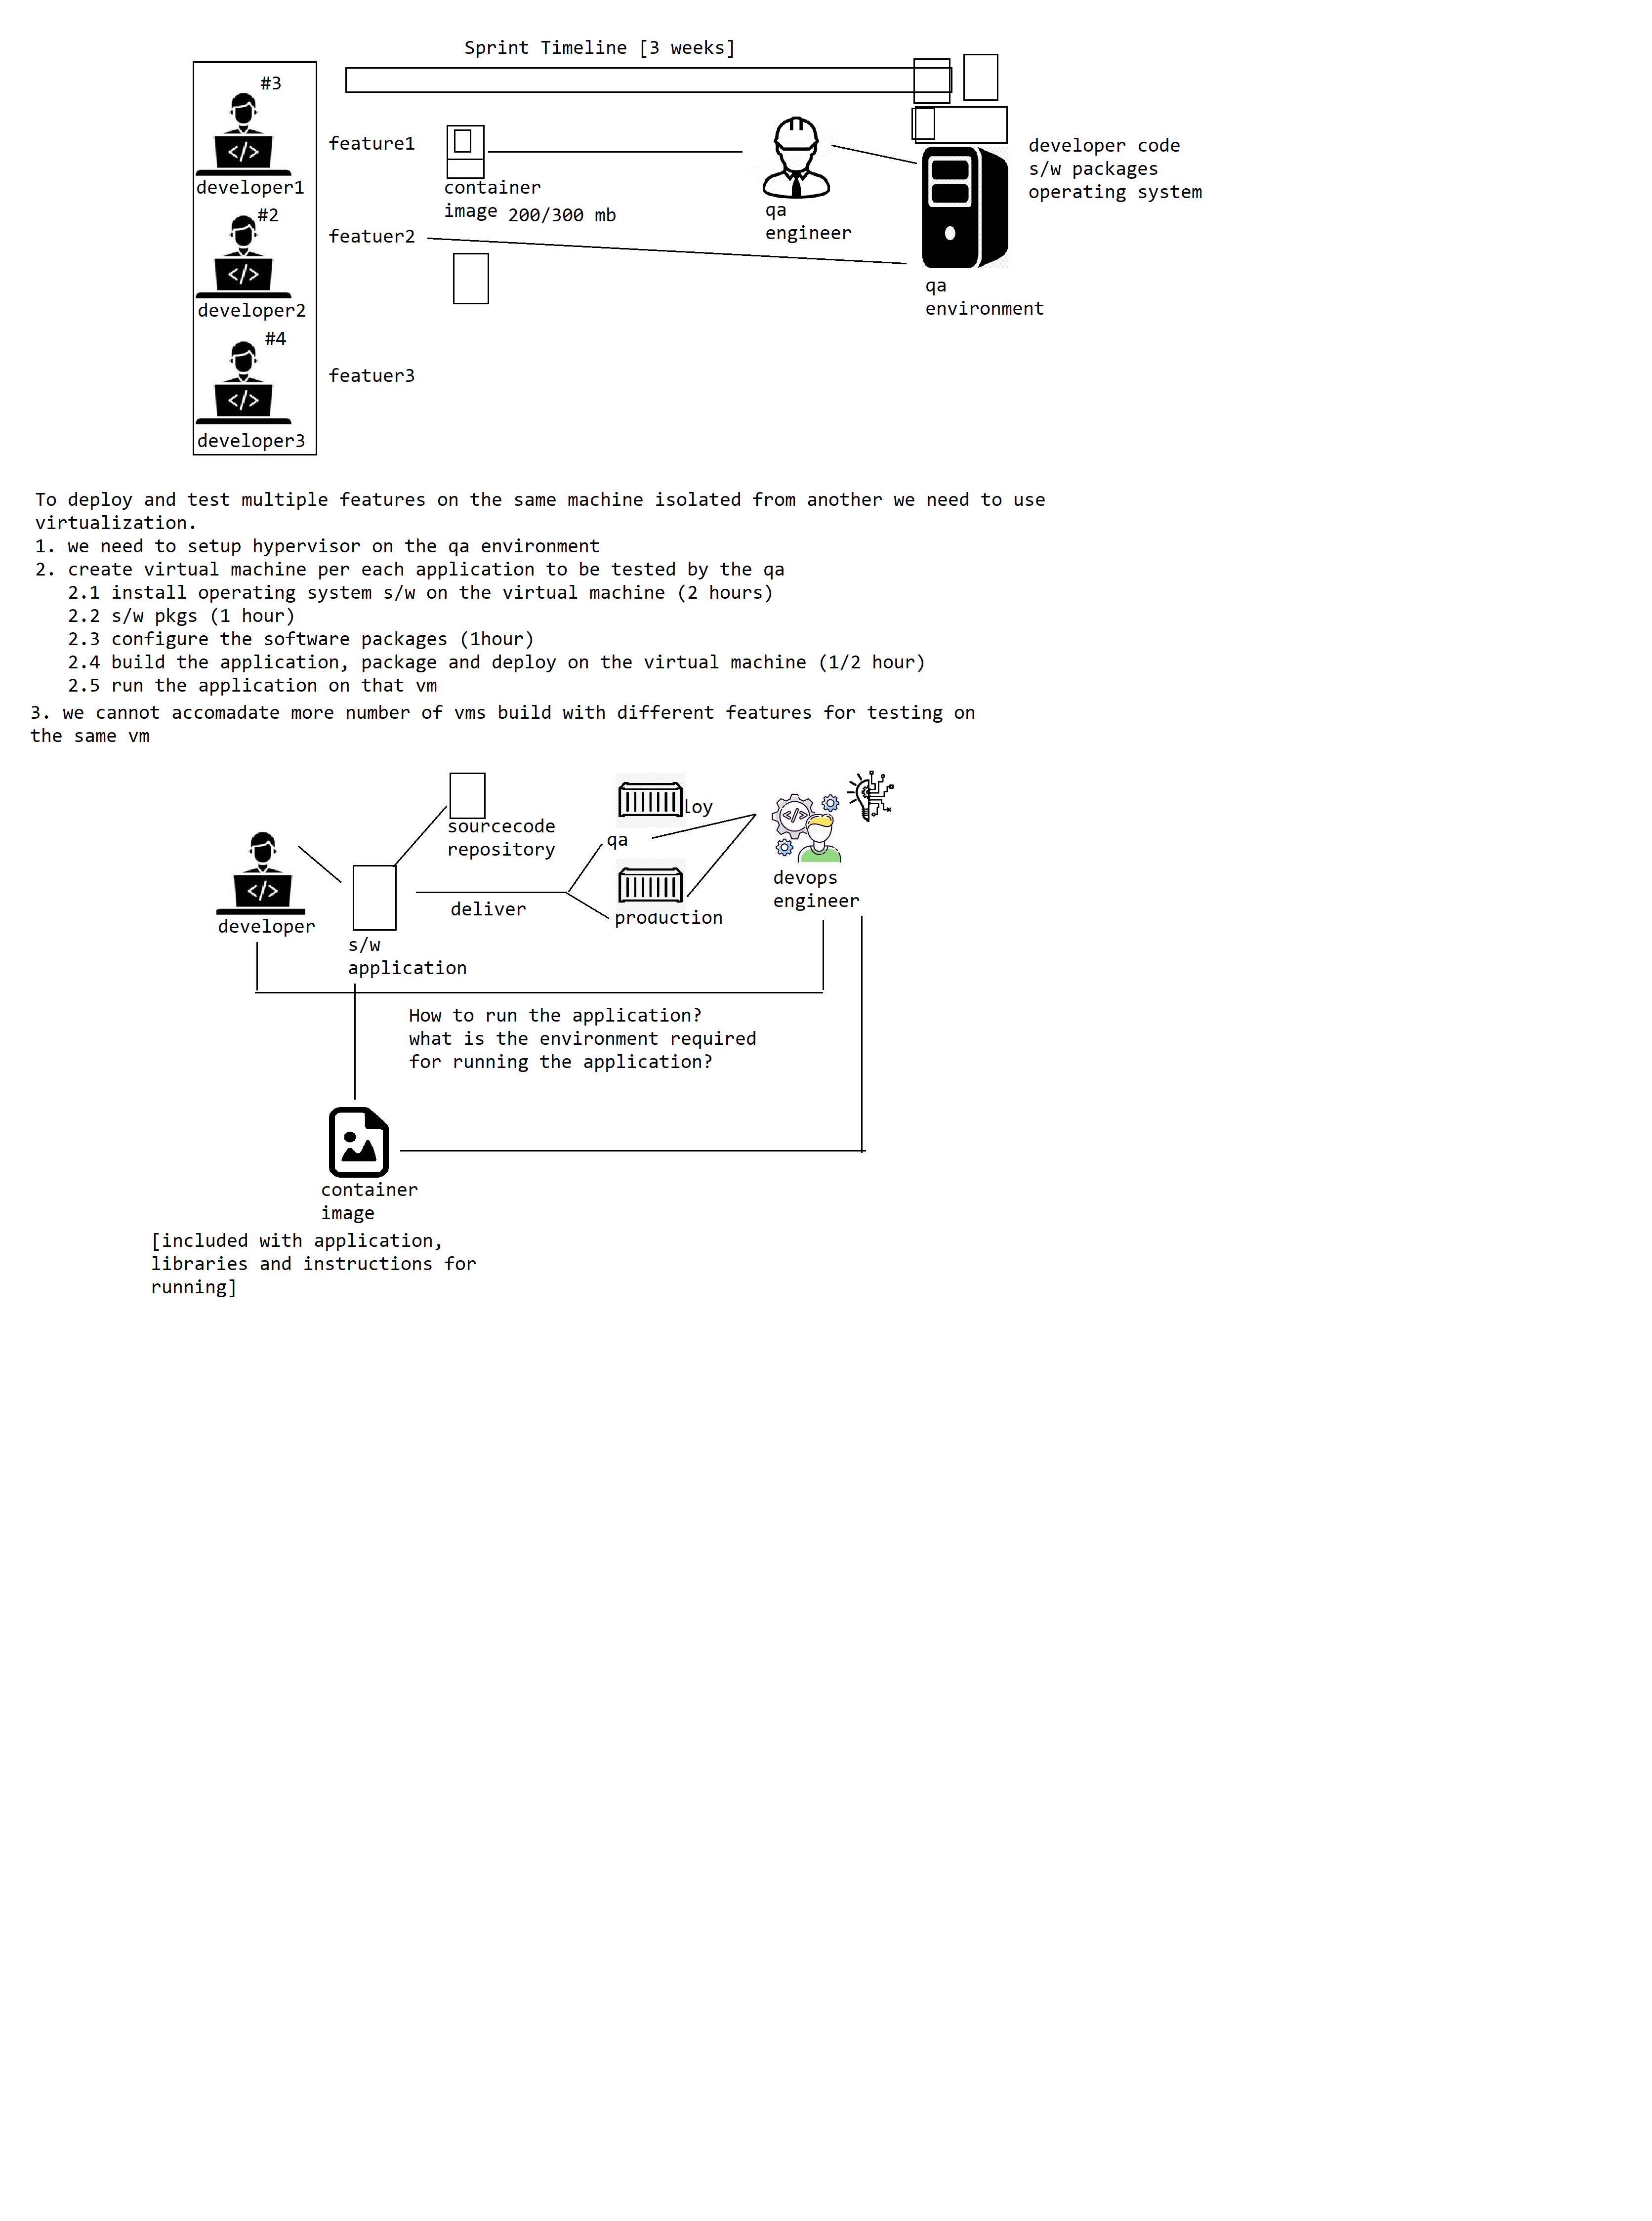 Sprint Timeline [3 weeks]
#3
</>
developer1
feature1
container
image 200/300 mb
qa
engineer
developer code
s/w packages
operating system
#2
</>
developer2
featuer2
qa
environment
#4
</>
developer3
featuer3
To deploy and test multiple features on the same machine isolated from another we need to use
virtualization.
1. we need to setup hypervisor on the qa environment
2. create virtual machine per each application to be tested by the qa
2.1 install operating system s/w on the virtual machine (2 hours)
2.2 s/w pkgs (1 hour)
2.3 configure the software packages (1hour)
2.4 build the application, package and deploy on the virtual machine (1/2 hour)
2.5 run the application on that vm
3. we cannot accomadate more number of vms build with different features for testing on
the same vm
sourcecode
repository
loy
qa
</>
devops
engineer
</>
developer
deliver
production
s/w
application
How to run the application?
what is the environment required
for running the application?
container
image
[included with application,
libraries and instructions for
running]